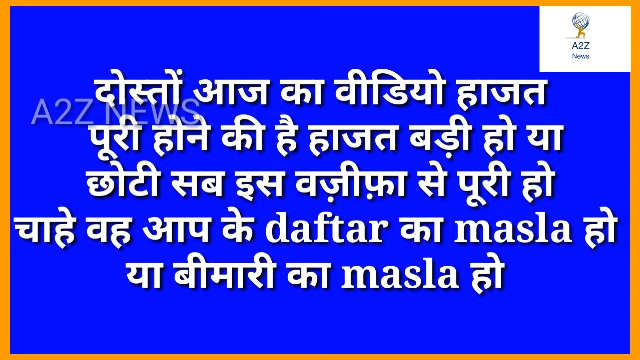 A2Z
News
A2Z NEWS
दोस्तों आज का वीडियो हाजत
पूरी होने की है हाजत बड़ी हो या
छोटी सब इस वज़ीफ़ा से पूरी हो
चाहे वह आप के daftar का masla हो
या बीमारी का masla हो